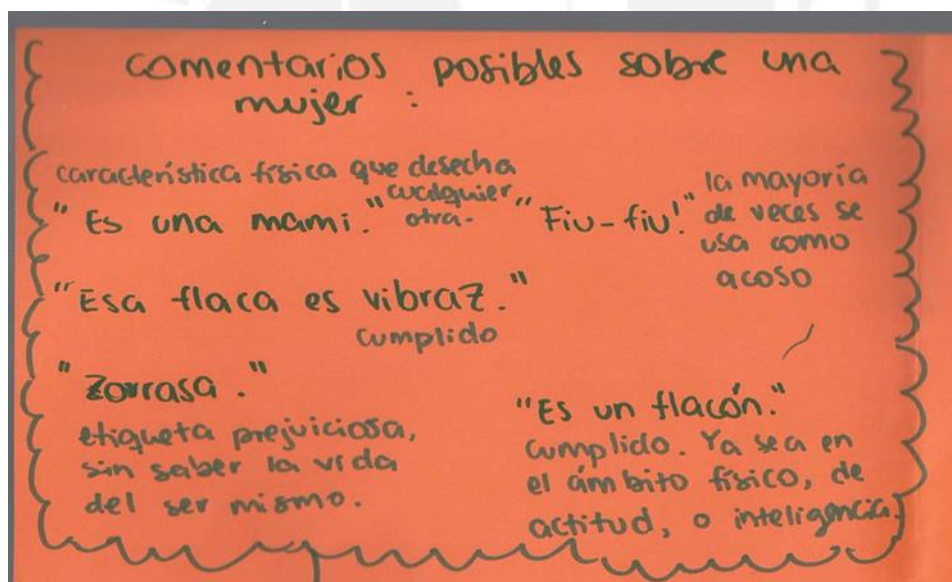 comentarios posibles sobre una
mujer :
característica física que desecha
cualquier
otra.
"Es una mami."
"Fiu-fiu!"
la mayoría
de veces se
usa como
acoso
"Esa flaca es vibraz."
cumplido
"Zorrasa."
etiqueta prejuiciosa,
sin saber la vida
del ser mismo.
"Es un flacón."
cumplido. Ya sea en
el ámbito físico, de
actitud, o inteligencia.